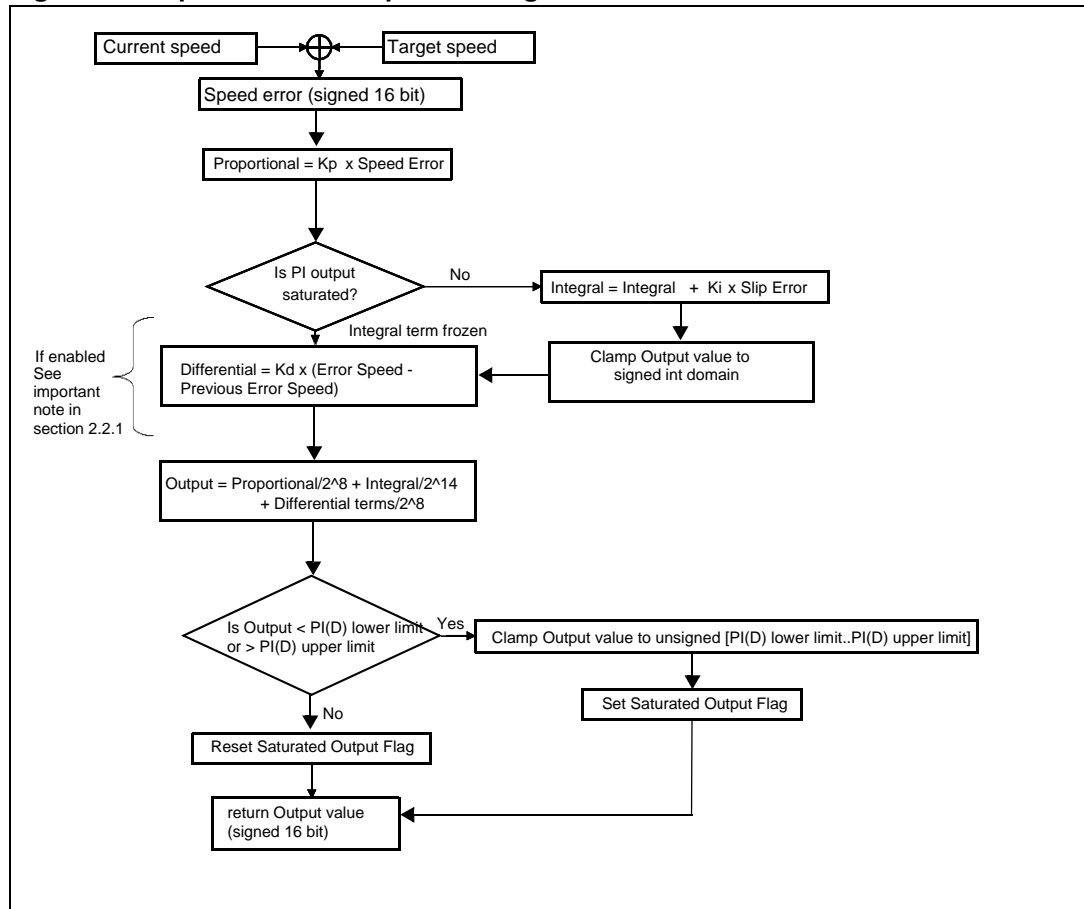 Current speed
Target speed
Speed error (signed 16 bit)
Proportional = Kp x Speed Error
Is PI output
saturated?
No
Integral = Integral + Ki x Slip Error
Integral term frozen
Clamp Output value to
signed int domain
If enabled
See
important
note in
section 2.2.1
Differential = Kd x (Error Speed -
Previous Error Speed)
Output = Proportional/2^8 + Integral/2^14
+ Differential terms/2^8
Is Output < PI(D) lower limit
or > PI(D) upper limit
Yes
Clamp Output value to unsigned [PI(D) lower limit..PI(D) upper limit]
Set Saturated Output Flag
No
Reset Saturated Output Flag
return Output value
(signed 16 bit)